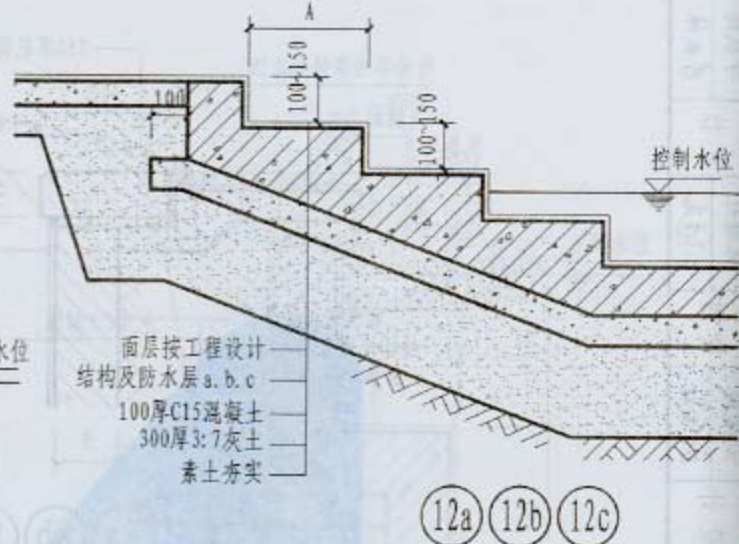 A
100
100~150
100~150
控制水位
水位
面层按工程设计
结构及防水层a.b.c
100厚C15混凝土
300厚3:7灰土
素土夯实
12a 12b 12c